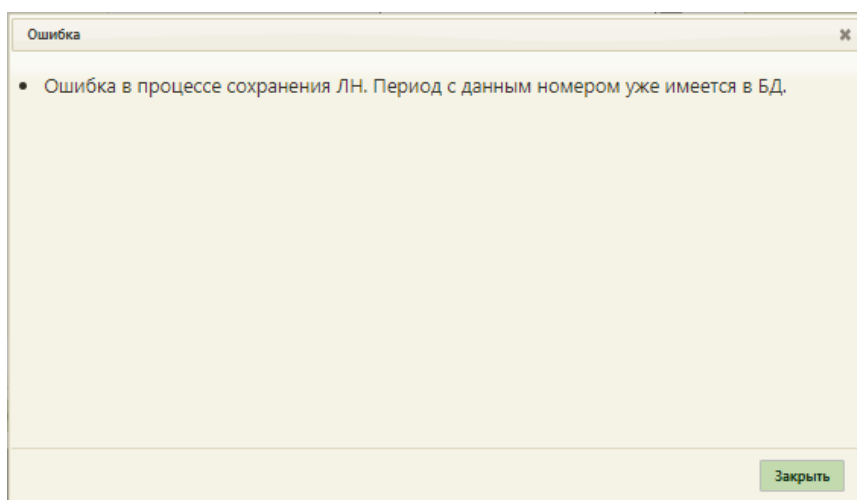 Ошибка
Ошибка в процессе сохранения ЛН. Период с данным номером уже имеется в БД.
Закрыть